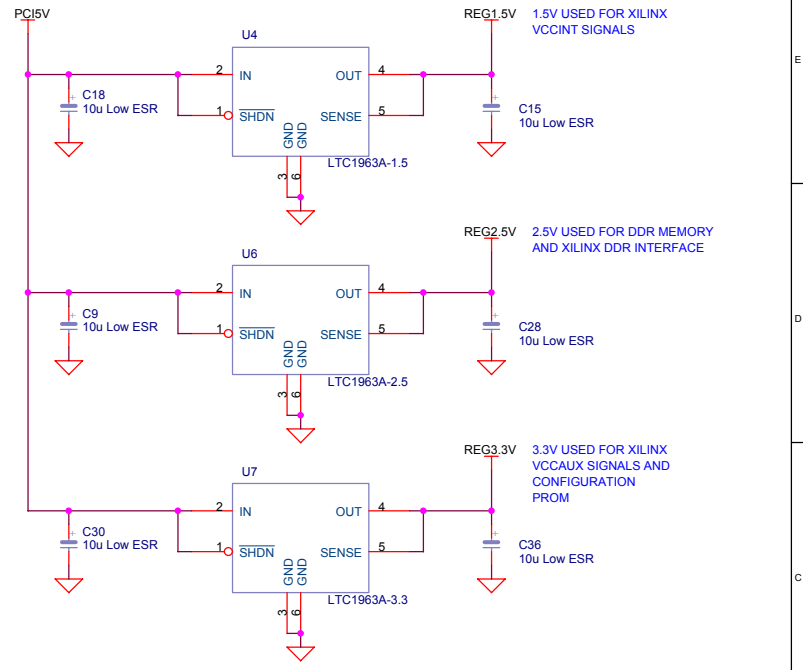 PCI5V
REG1.5V
1.5V USED FOR XILINX
VCCINT SIGNALS
U4
2
IN
OUT
4
C18
10u Low ESR
1
SHDN
SENSE
5
C15
10u Low ESR
GND
GND
3
6
LTC1963A-1.5
E
REG2.5V
2.5V USED FOR DDR MEMORY
AND XILINX DDR INTERFACE
U6
2
IN
OUT
4
C9
10u Low ESR
1
SHDN
SENSE
5
C28
10u Low ESR
GND
GND
3
6
LTC1963A-2.5
D
REG3.3V
3.3V USED FOR XILINX
VCCAUX SIGNALS AND
CONFIGURATION
PROM
U7
2
IN
OUT
4
C30
10u Low ESR
1
SHDN
SENSE
5
C36
10u Low ESR
GND
GND
3
6
LTC1963A-3.3
C